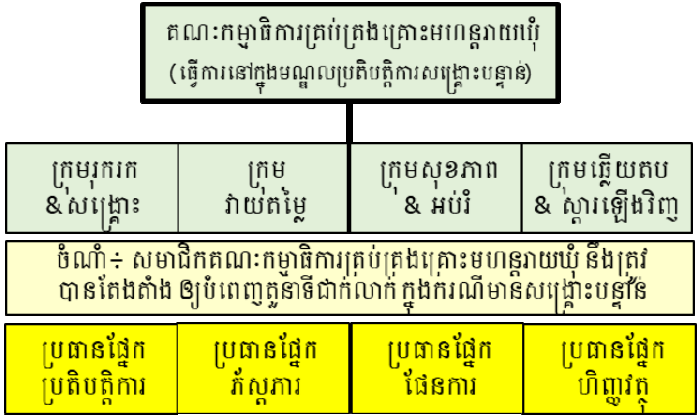 គណៈកម្មាធិការគ្រប់គ្រងគ្រោះមហន្តរាយឃុំ
(ធ្វើការនៅក្នុងមណ្ឌលប្រតិបត្តិការសង្គ្រោះបន្ទាន់)
ក្រុមរុករក
& សង្គ្រោះ
ក្រុម
វាយតម្លៃ
ក្រុមសុខភាព
& អប់រំ
ក្រុមឆ្លើយតប
& ស្តារឡើងវិញ
ចំណាំ៖ សមាជិកគណៈកម្មាធិការគ្រប់គ្រងគ្រោះមហន្តរាយឃុំ នឹងត្រូវ
បានតែងតាំង ឲ្យបំពេញតួនាទីជាក់លាក់ ក្នុងករណីមានសង្គ្រោះបន្ទាន់
ប្រធានផ្នែក
ប្រតិបត្តិការ
ប្រធានផ្នែក
ភ័ស្តុភារ
ប្រធានផ្នែក
ផែនការ
ប្រធានផ្នែក
ហិញ្ញវត្ថុ